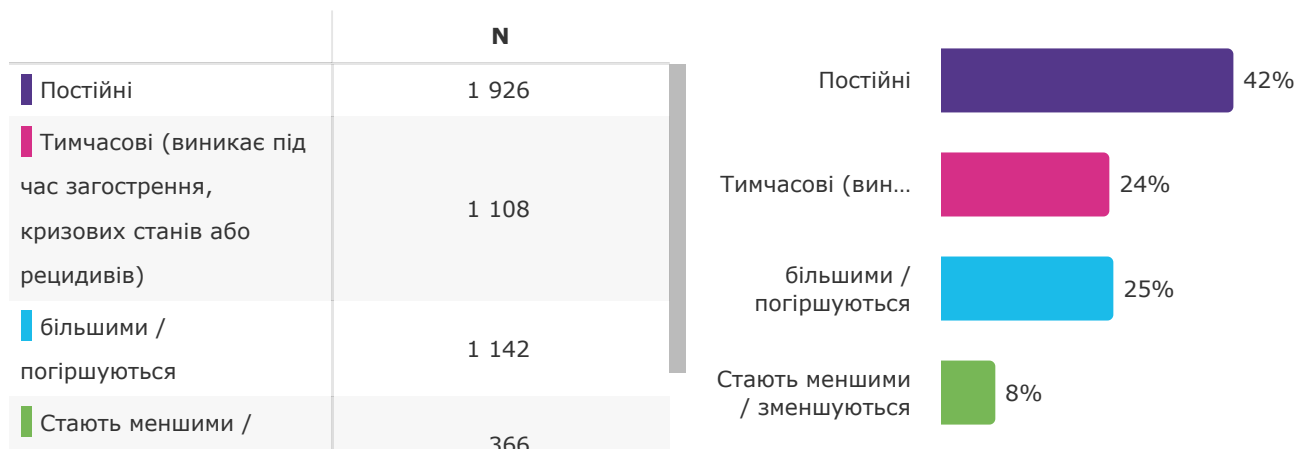 N
Постійні
1 926
Тимчасові (виникає під
час загострення,
кризових станів або
рецидивів)
1 108
більшими /
погіршуються
1 142
Стають меншими /
366
Постійні
42%
Тимчасові (вин...
24%
більшими /
погіршуються
25%
Стають меншими
/ зменшуються
8%